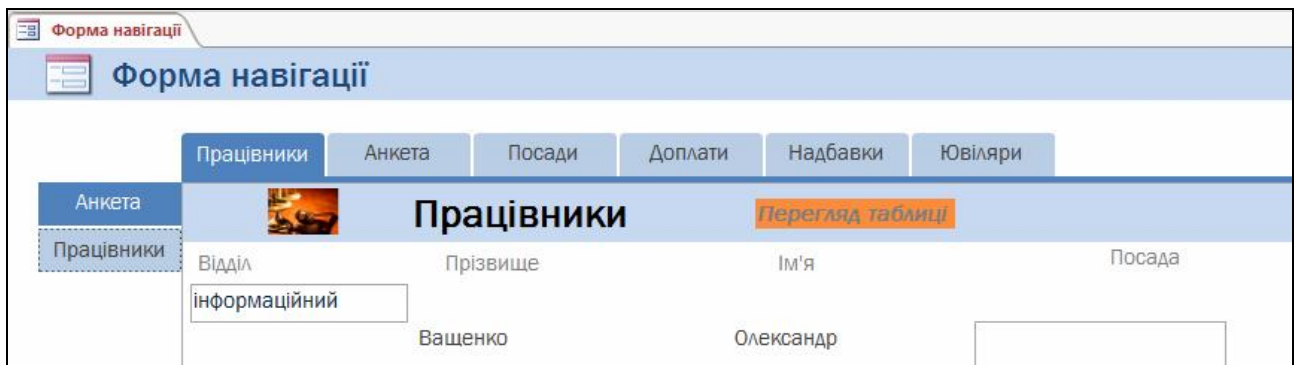 Форма навігації
Форма навігації
Працівники Анкета Посади Доплати Надбавки Ювіляри
Анкета
Працівники
Працівники Перегляд таблиці
Відділ Прізвище Ім'я Посада
інформаційний
Ващенко Олександр